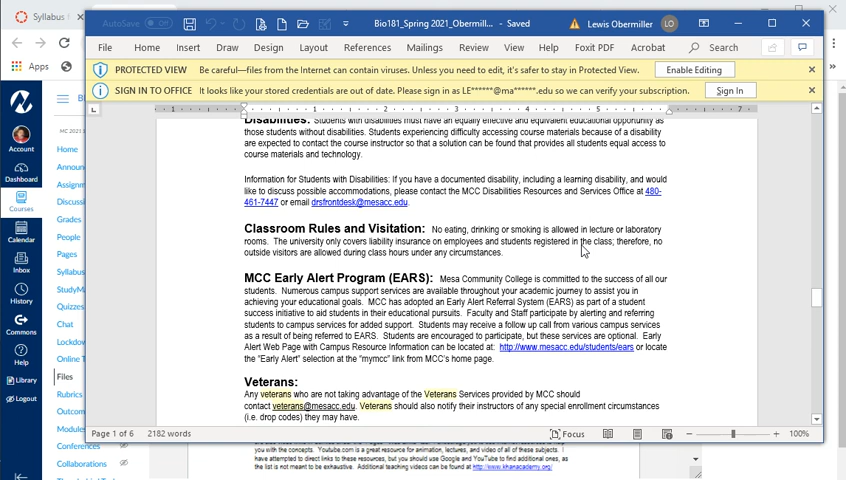 Syllabus f
Apps
AutoSave
Off
Bio181_Spring 2021_Obermill... - Saved
Lewis Obermiller
LO
File Home Insert Draw Design Layout References Mailings Review View Help Foxit PDF Acrobat Search
PROTECTED VIEW Be careful—files from the Internet can contain viruses. Unless you need to edit, it's safer to stay in Protected View. Enable Editing
SIGN IN TO OFFICE It looks like your stored credentials are out of date. Please sign in as LE******@ma******.edu so we can verify your subscription. Sign In
Disabilities: Students with disabilities must have an equally effective and equivalent educational opportunity as
those students without disabilities. Students experiencing difficulty accessing course materials because of a disability
are expected to contact the course instructor so that a solution can be found that provides all students equal access to
course materials and technology.
Information for Students with Disabilities: If you have a documented disability, including a learning disability, and would
like to discuss possible accommodations, please contact the MCC Disabilities Resources and Services Office at 480-
461-7447 or email drsfrontdesk@mesacc.edu.
Classroom Rules and Visitation: No eating, drinking or smoking is allowed in lecture or laboratory
rooms. The university only covers liability insurance on employees and students registered in the class; therefore, no
outside visitors are allowed during class hours under any circumstances.
MCC Early Alert Program (EARS): Mesa Community College is committed to the success of all our
students. Numerous campus support services are available throughout your academic journey to assist you in
achieving your educational goals. MCC has adopted an Early Alert Referral System (EARS) as part of a student
success initiative to aid students in their educational pursuits. Faculty and Staff participate by alerting and referring
students to campus services for added support. Students may receive a follow up call from various campus services
as a result of being referred to EARS. Students are encouraged to participate, but these services are optional. Early
Alert Web Page with Campus Resource Information can be located at: http://www.mesacc.edu/students/ears or locate
the "Early Alert" selection at the "mymcc" link from MCC's home page.
Veterans:
Any veterans who are not taking advantage of the Veterans Services provided by MCC should
contact veterans@mesacc.edu. Veterans should also notify their instructors of any special enrollment circumstances
(i.e. drop codes) they may have.
Page 1 of 6 2182 words Focus 100%
Account
Dashboard
Courses
Calendar
Inbox
History
Commons
Help
Library
Logout
MC 2021
Home
Announ
Assignm
Discuss
Grades
People
Pages
Syllabus
StudyMa
Quizzes
Chat
Lockdow
Online T
Files
Rubrics
Outcom
Modules
Conferences
Collaborations
with the concepts. Youtube.com is a great resource for animation, lectures, and video of all of these subjects. I
have attempted to direct links to these resources, but you should use Google and YouTube to find additional ones, as
the list is not meant to be exhaustive. Additional teaching videos can be found at http://www.khanacademy.org/